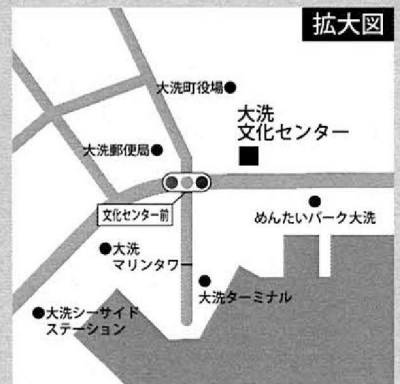 拡大図
大洗町役場
大洗
文化センター
大洗郵便局
文化センター前
めんたいパーク大洗
大洗
マリンタワー
大洗ターミナル
大洗シーサイド
ステーション